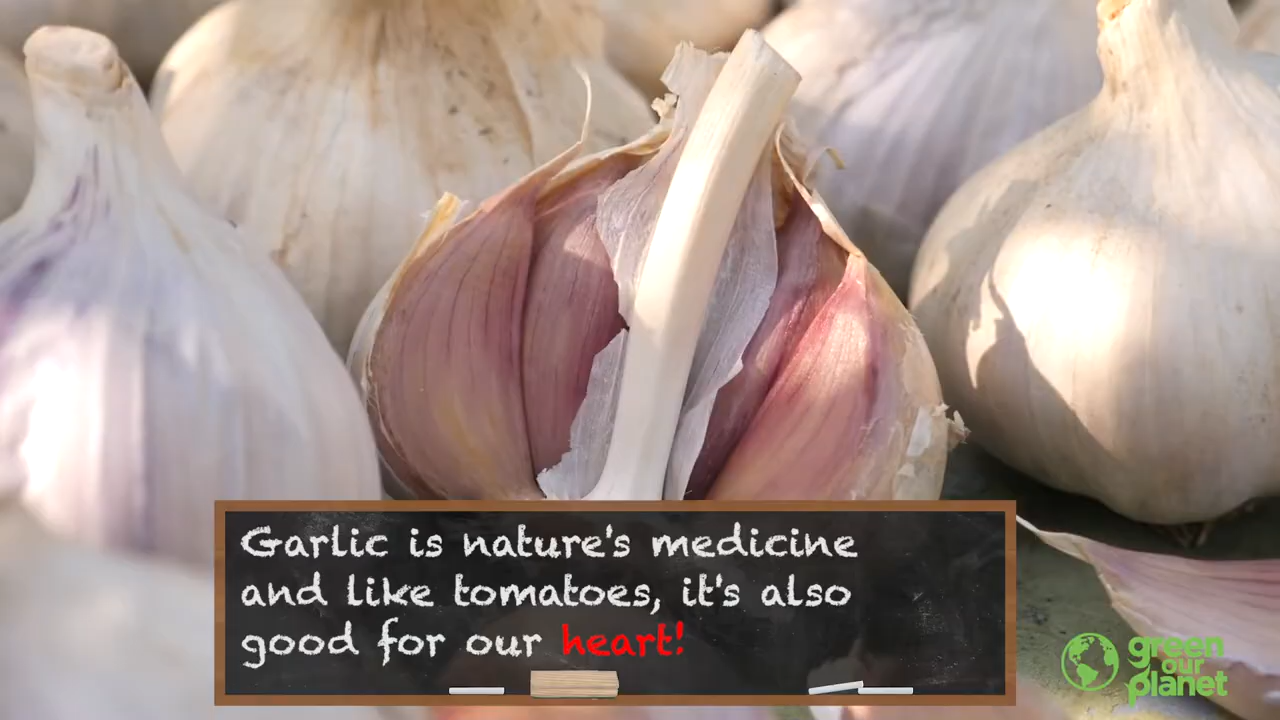 Garlic is nature's medicine
and like tomatoes, it's also
good for our heart!
green
our
planet